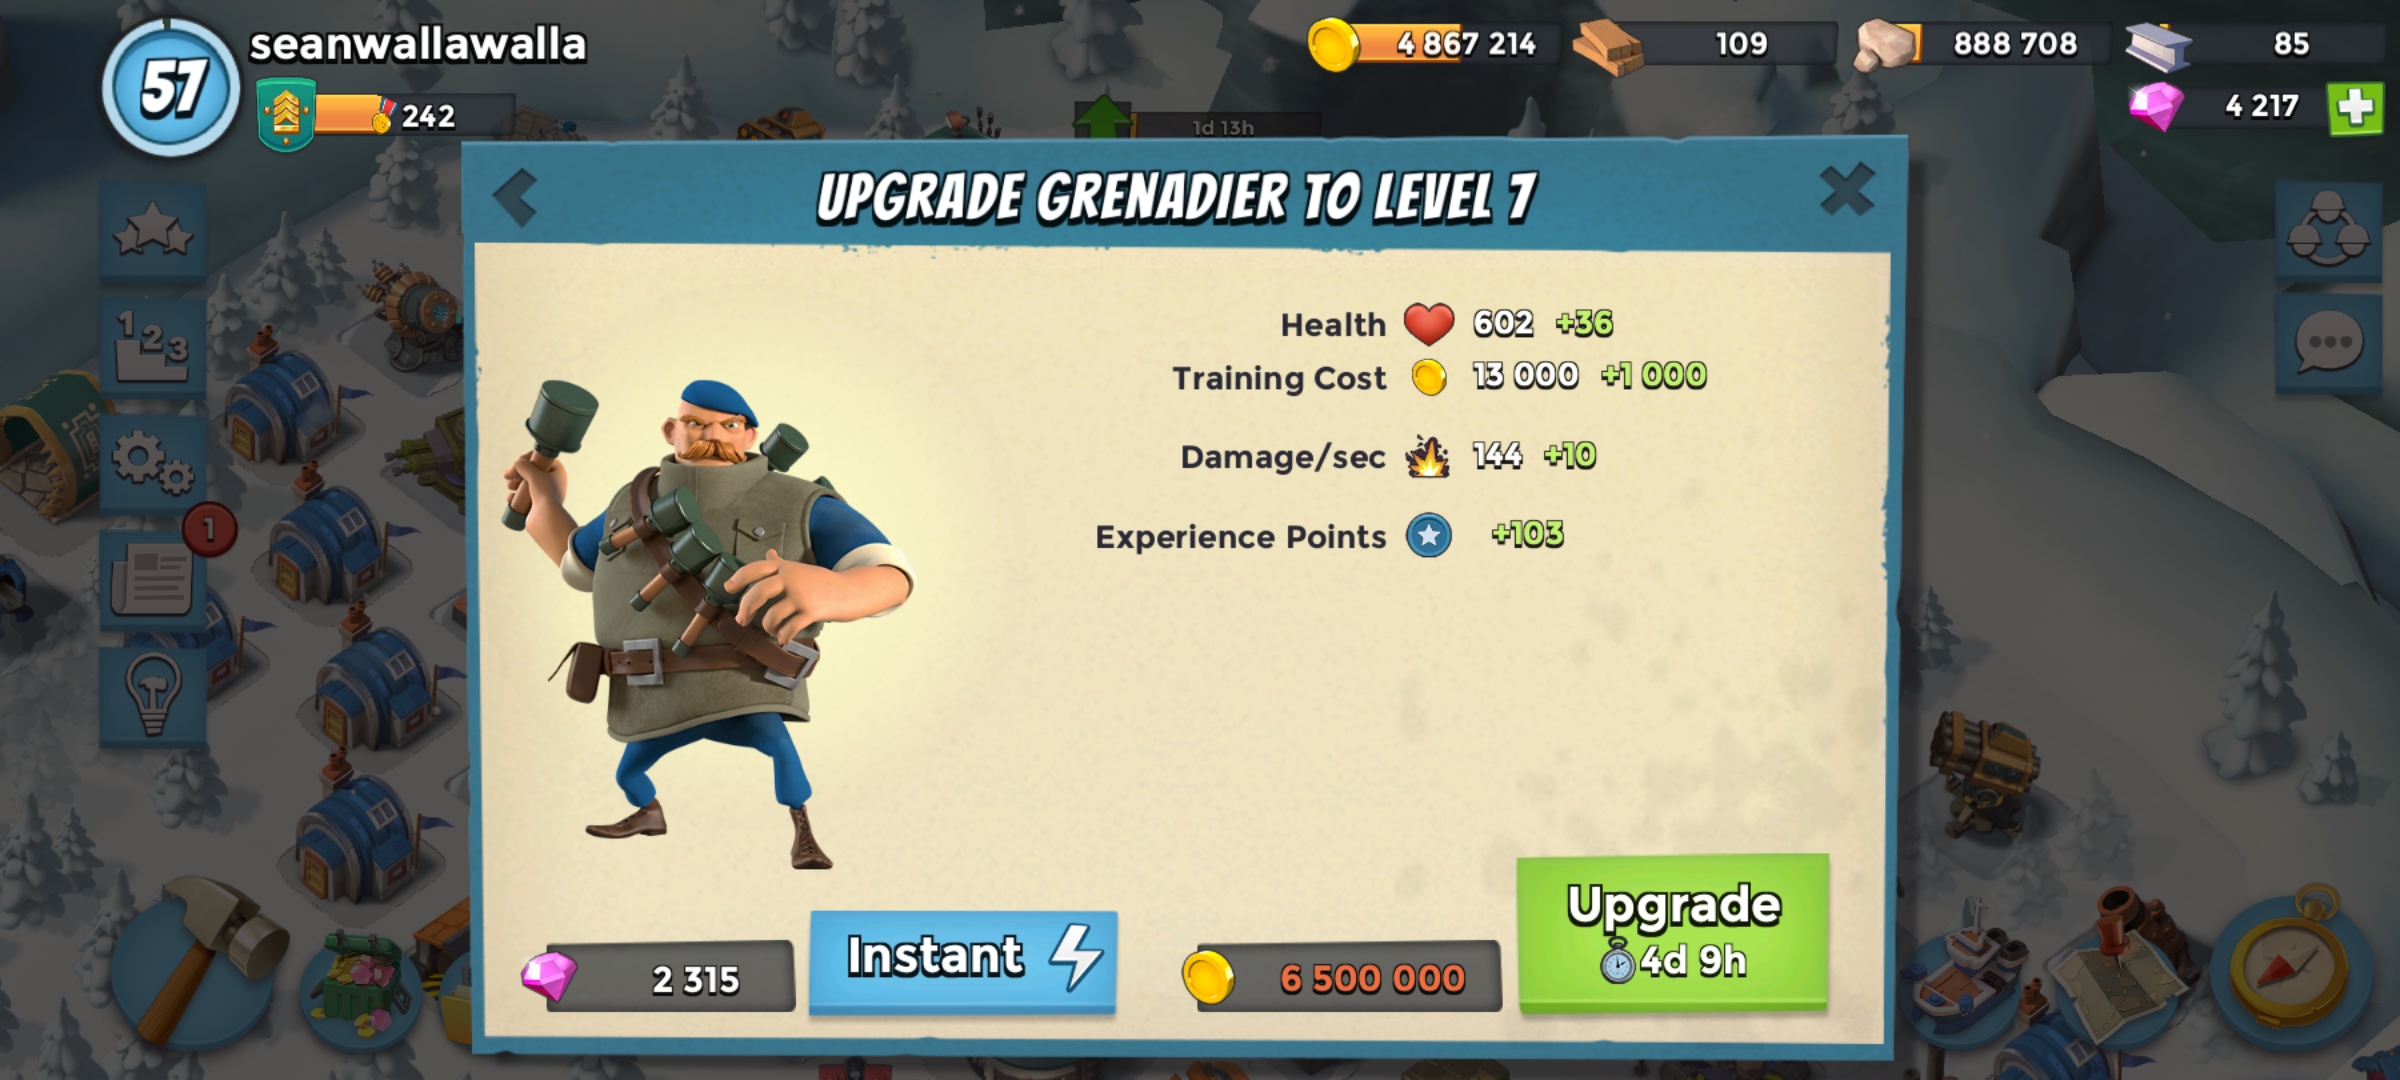 57
seanwallawalla
242
4 867 214
109
888 708
85
4 217
1d 13h
UPGRADE GRENADIER TO LEVEL 7
1 2 3
1
Health 602 +36
Training Cost 13 000 +1 000
Damage/sec 144 +10
Experience Points +103
2 315
Instant
6 500 000
Upgrade
4d 9h